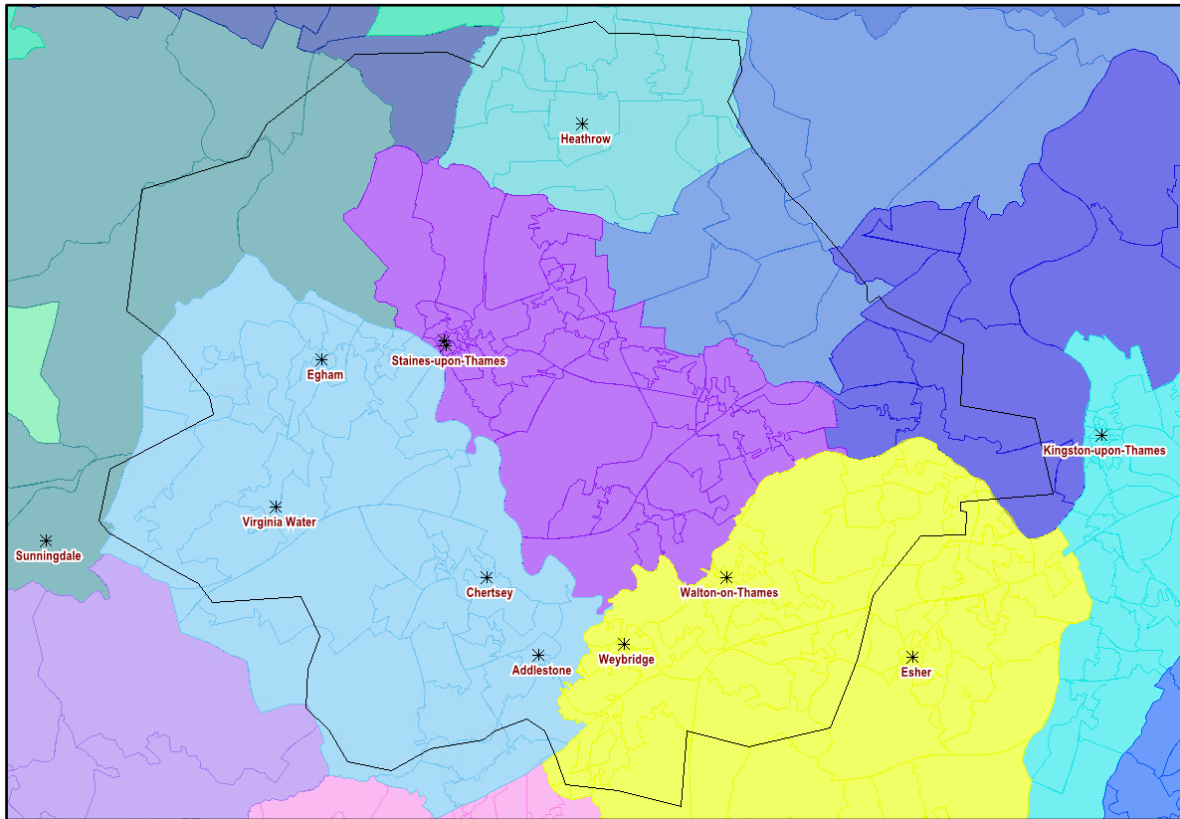 Heathrow
Staines-upon-Thames
Egham
Kingston-upon-Thames
Virginia Water
Sunningdale
Chertsey
Walton-on-Thames
Addlestone
Weybridge
Esher